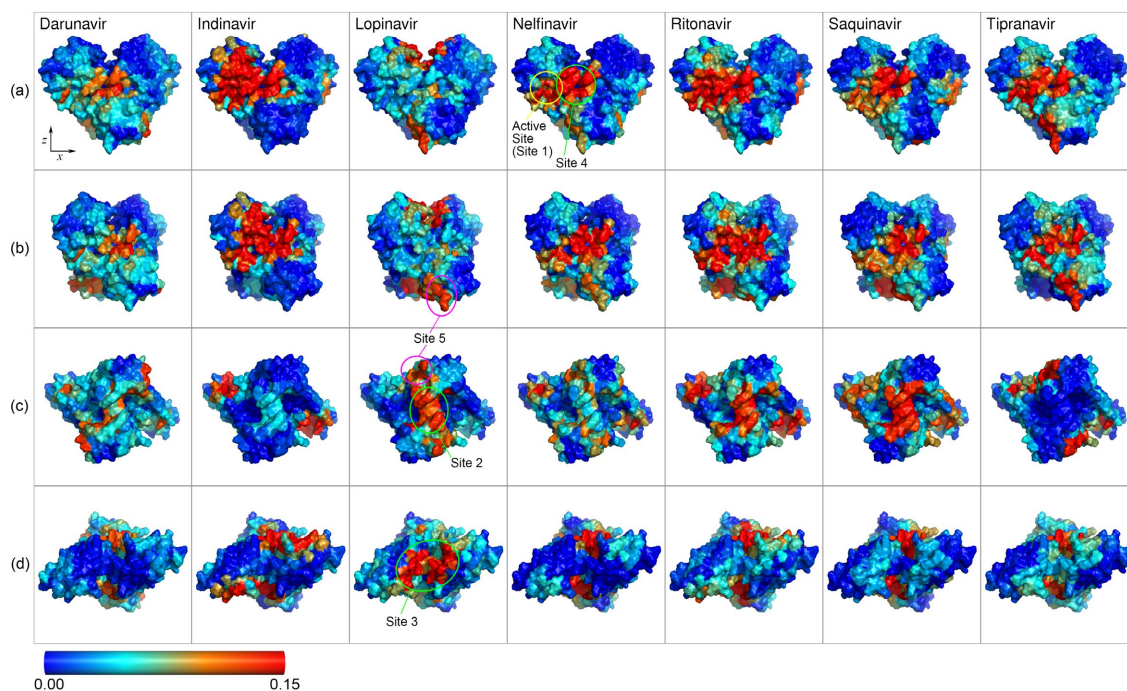 Darunavir Indinavir Lopinavir Nelfinavir Ritonavir Saquinavir Tipranavir
(a)
z
x
Active
Site
(Site 1)
Site 4
(b)
Site 5
(c)
Site 2
(d)
Site 3
0.00 0.15